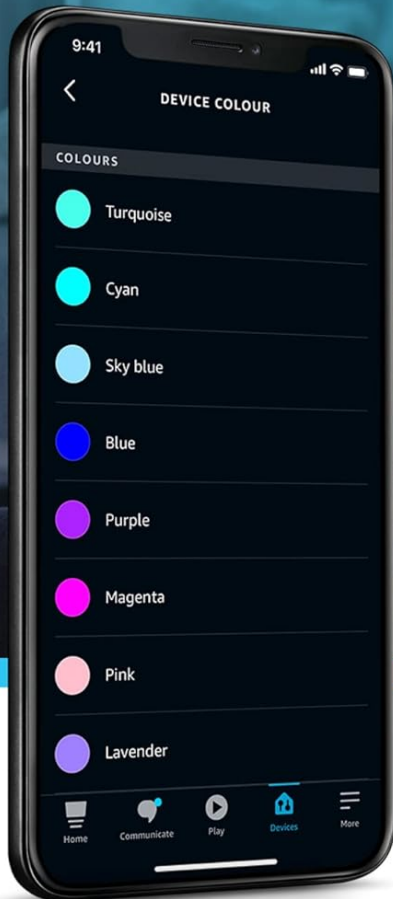 9:41
DEVICE COLOUR
COLOURS
Turquoise
Cyan
Sky blue
Blue
Purple
Magenta
Pink
Lavender
Home
Communicate
Play
Devices
More